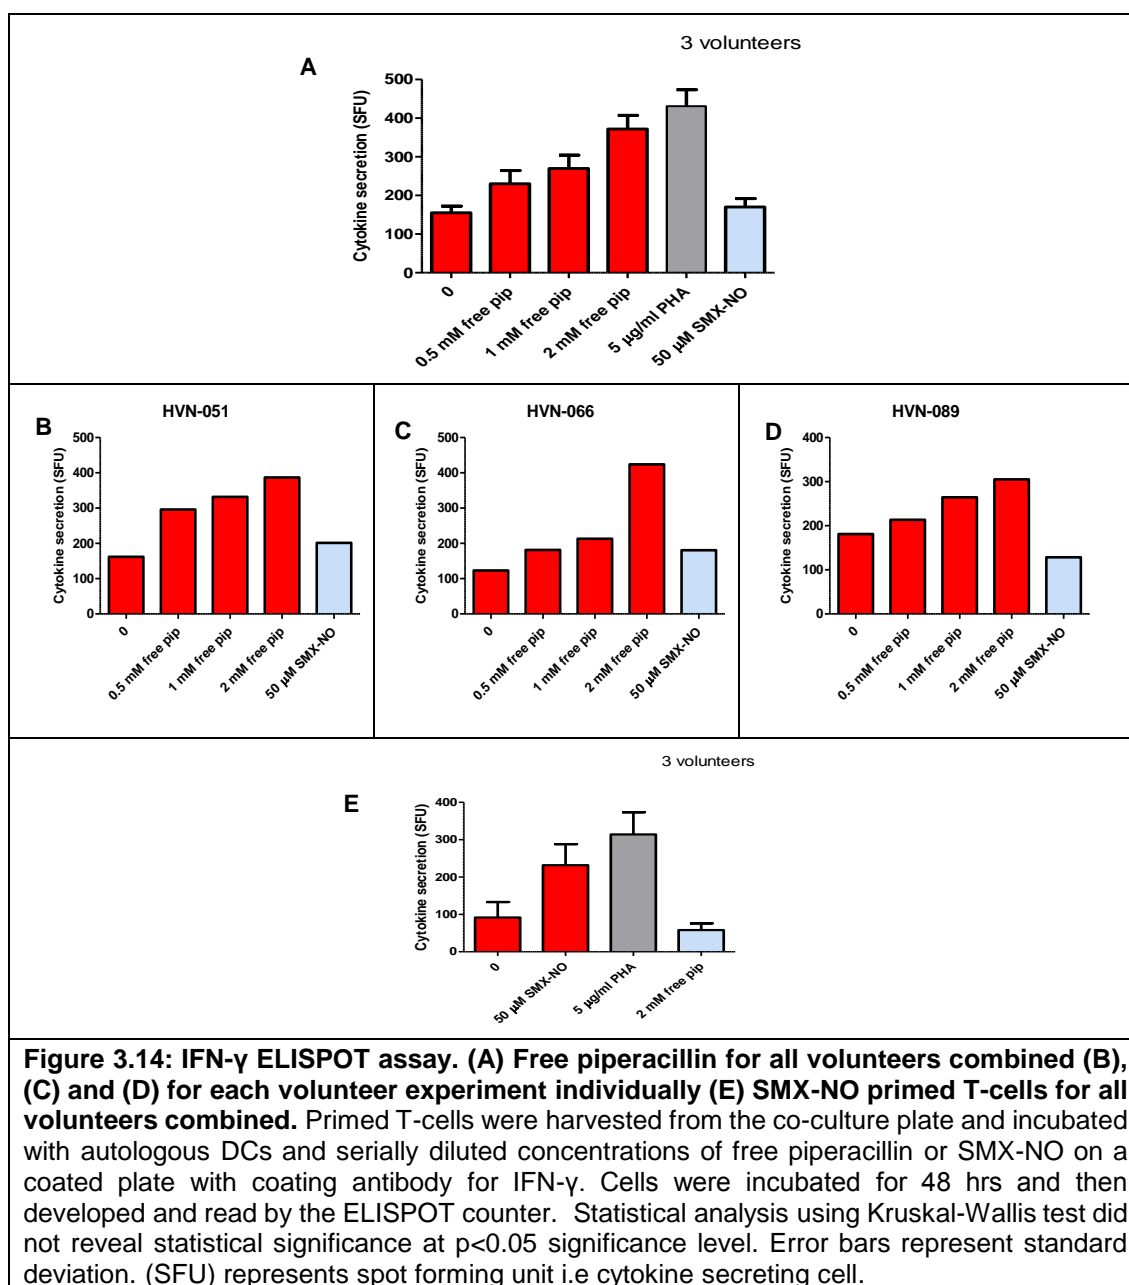 3 volunteers
A
Cytokine secretion (SFU)
500
400
300
200
100
0
0
0.5 mM free pip
1 mM free pip
2 mM free pip
5 µg/ml PHA
50 µM SMX-NO
B
HVN-051
Cytokine secretion (SFU)
500
400
300
200
100
0
0
0.5 mM free pip
1 mM free pip
2 mM free pip
50 µM SMX-NO
C
HVN-066
Cytokine secretion (SFU)
500
400
300
200
100
0
0
0.5 mM free pip
1 mM free pip
2 mM free pip
50 µM SMX-NO
D
HVN-089
Cytokine secretion (SFU)
400
300
200
100
0
0
0.5 mM free pip
1 mM free pip
2 mM free pip
50 µM SMX-NO
3 volunteers
E
Cytokine secretion (SFU)
400
300
200
100
0
0
50 µM SMX-NO
5 µg/ml PHA
2 mM free pip
Figure 3.14: IFN-γ ELISPOT assay. (A) Free piperacillin for all volunteers combined (B),
(C) and (D) for each volunteer experiment individually (E) SMX-NO primed T-cells for all
volunteers combined. Primed T-cells were harvested from the co-culture plate and incubated
with autologous DCs and serially diluted concentrations of free piperacillin or SMX-NO on a
coated plate with coating antibody for IFN-γ. Cells were incubated for 48 hrs and then
developed and read by the ELISPOT counter. Statistical analysis using Kruskal-Wallis test did
not reveal statistical significance at p<0.05 significance level. Error bars represent standard
deviation. (SFU) represents spot forming unit i.e cytokine secreting cell.